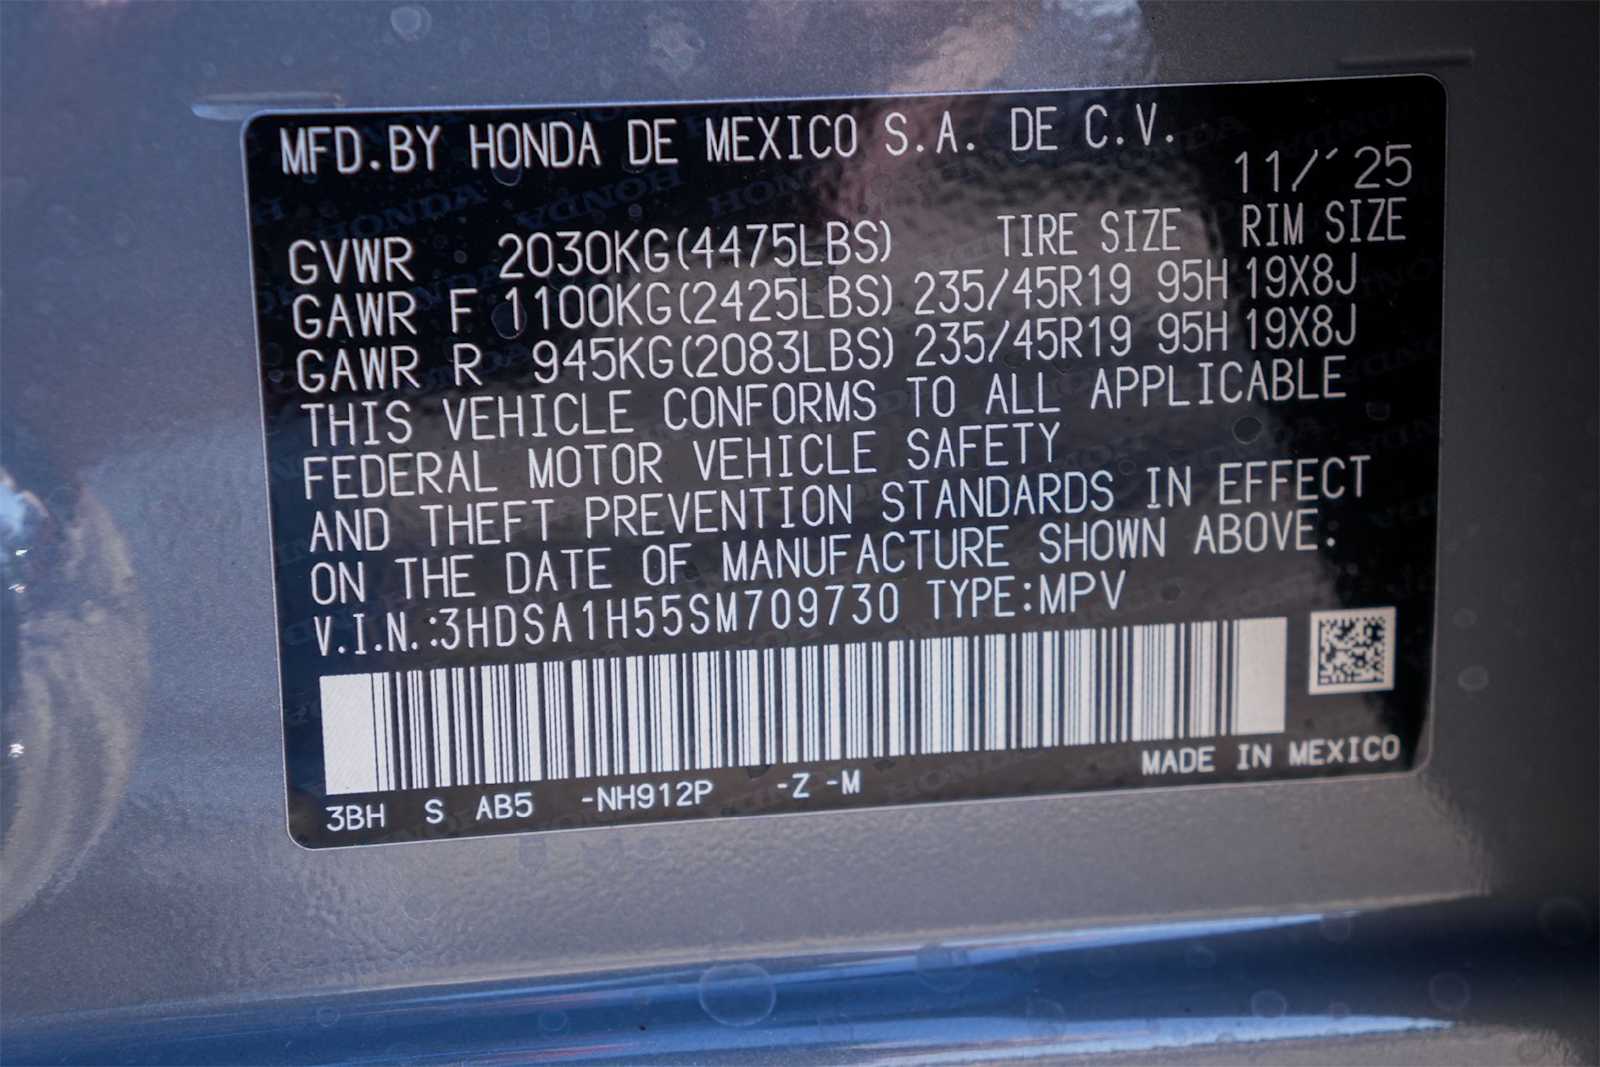 MFD.BY HONDA DE MEXICO S.A. DE C.V.
11/'25
GVWR 2030KG(4475LBS) TIRE SIZE RIM SIZE
GAWR F 1100KG(2425LBS) 235/45R19 95H 19X8J
GAWR R 945KG(2083LBS) 235/45R19 95H 19X8J
THIS VEHICLE CONFORMS TO ALL APPLICABLE
FEDERAL MOTOR VEHICLE SAFETY
AND THEFT PREVENTION STANDARDS IN EFFECT
ON THE DATE OF MANUFACTURE SHOWN ABOVE:
V.I.N.:3HDSA1H55SM709730 TYPE:MPV
MADE IN MEXICO
3BH S AB5 -NH912P -Z -M